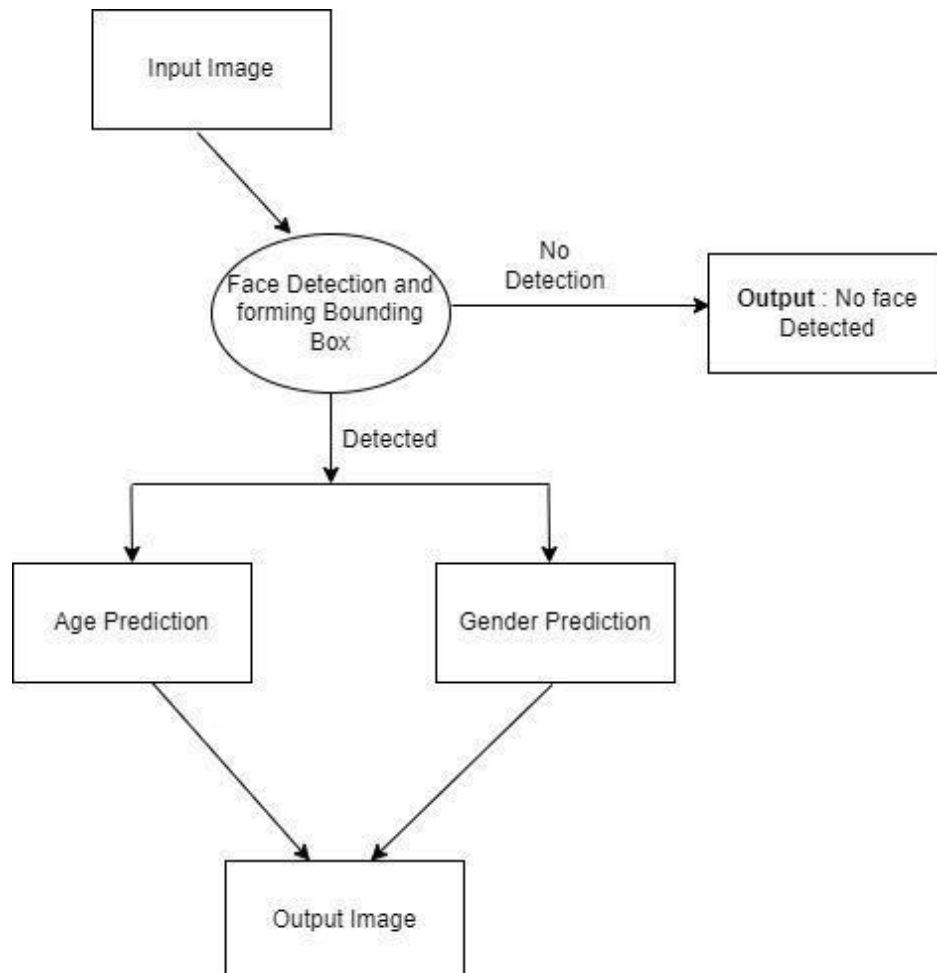 Input Image
Face Detection and
forming Bounding
Box
No
Detection
Output : No face
Detected
Detected
Age Prediction
Gender Prediction
Output Image